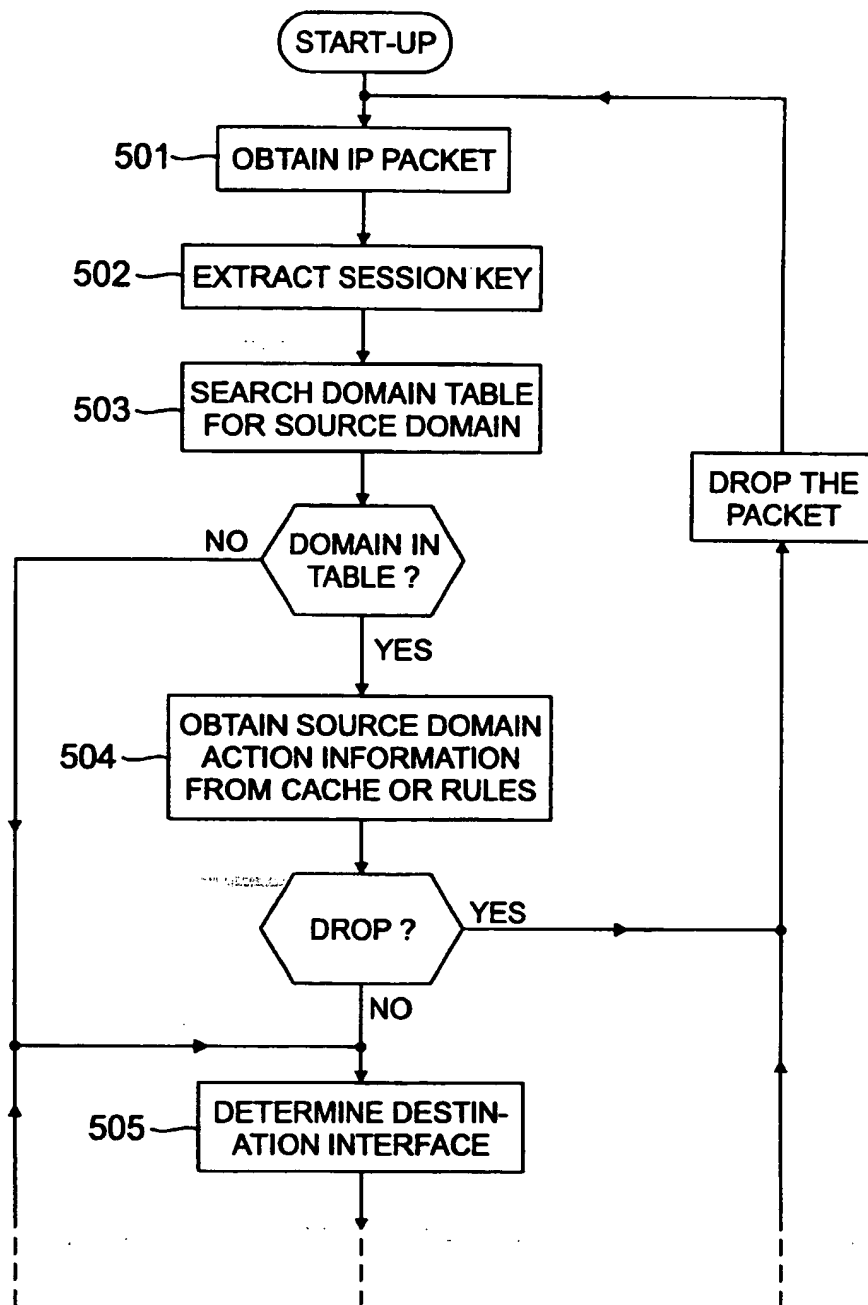 START-UP
501
OBTAIN IP PACKET
502
EXTRACT SESSION KEY
503
SEARCH DOMAIN TABLE
FOR SOURCE DOMAIN
DROP THE
PACKET
NO
DOMAIN IN
TABLE ?
YES
504
OBTAIN SOURCE DOMAIN
ACTION INFORMATION
FROM CACHE OR RULES
DROP ?
YES
NO
505
DETERMINE DESTIN-
ATION INTERFACE